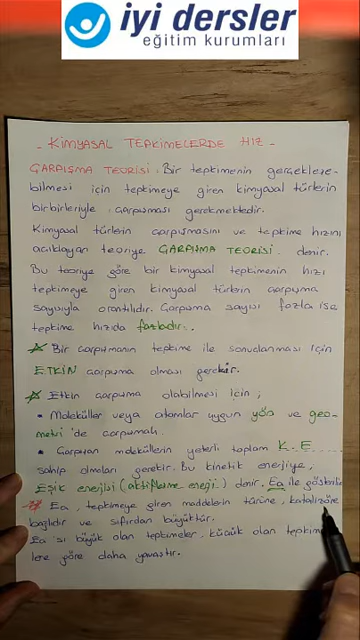 iyi dersler
eğitim kurumları
- KİMYASAL TEPKİMELERDE HIZ -
ÇARPIŞMA TEORİSİ: Bir tepkimenin gerçekleşe-
bilmesi için tepkimeye giren kimyasal türlerin
birbirleriyle çarpışması gerekmektedir.
Kimyasal türlerin çarpışmasını ve tepkime hızını
açıklayan teoriye ÇARPIŞMA TEORİSİ denir.
Bu teoriye göre bir kimyasal tepkimenin hızı
tepkimeye giren kimyasal türlerin çarpışma
sayısıyla orantılıdır. Çarpışma sayısı fazla ise
tepkime hızıda fazladır.
Bir çarpışmanın tepkime ile sonuçlanması için
ETKİN çarpışma olması gerekir.
Etkin çarpışma olabilmesi için;
• Moleküller veya atomlar uygun yön ve geo-
metri'de çarpışmalı.
• Çarpışan moleküllerin yeterli toplam K.E.....
sahip olmaları gerekir. Bu kinetik enerjiye,
Eşik enerjisi (aktifleşme enerji) denir. Ea ile gösterilir
Ea, tepkimeye giren maddelerin türüne, katalizöre
bağlıdır ve sıfırdan büyüktür.
Ea'sı büyük olan tepkimeler, küçük olan tepkime
lere göre daha yavaştır.